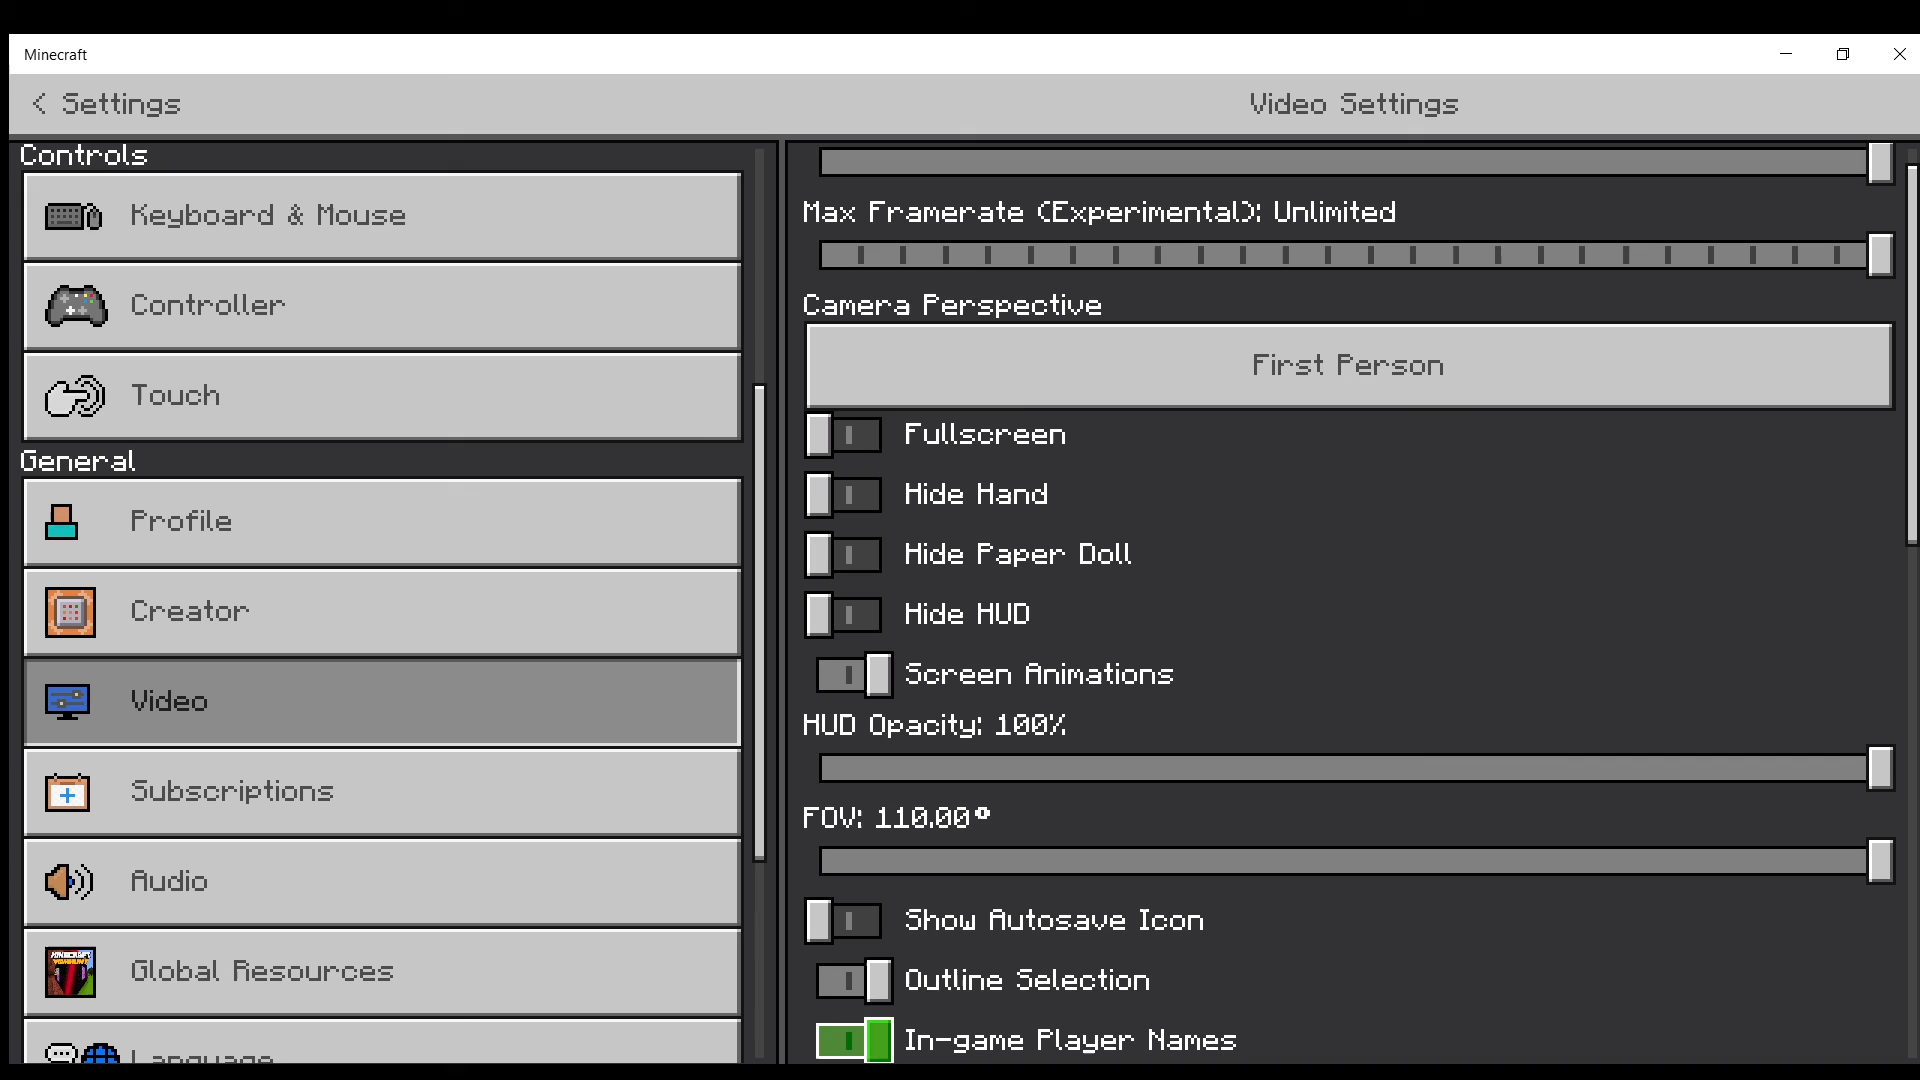 Minecraft
Settings
Video Settings
Controls
Keyboard & Mouse
Controller
Touch
General
Profile
Creator
Video
Subscriptions
Audio
Global Resources
Language
Max Framerate (Experimental): Unlimited
Camera Perspective
First Person
Fullscreen
Hide Hand
Hide Paper Doll
Hide HUD
Screen Animations
HUD Opacity: 100%
FOV: 110.00°
Show Autosave Icon
Outline Selection
In-game Player Names